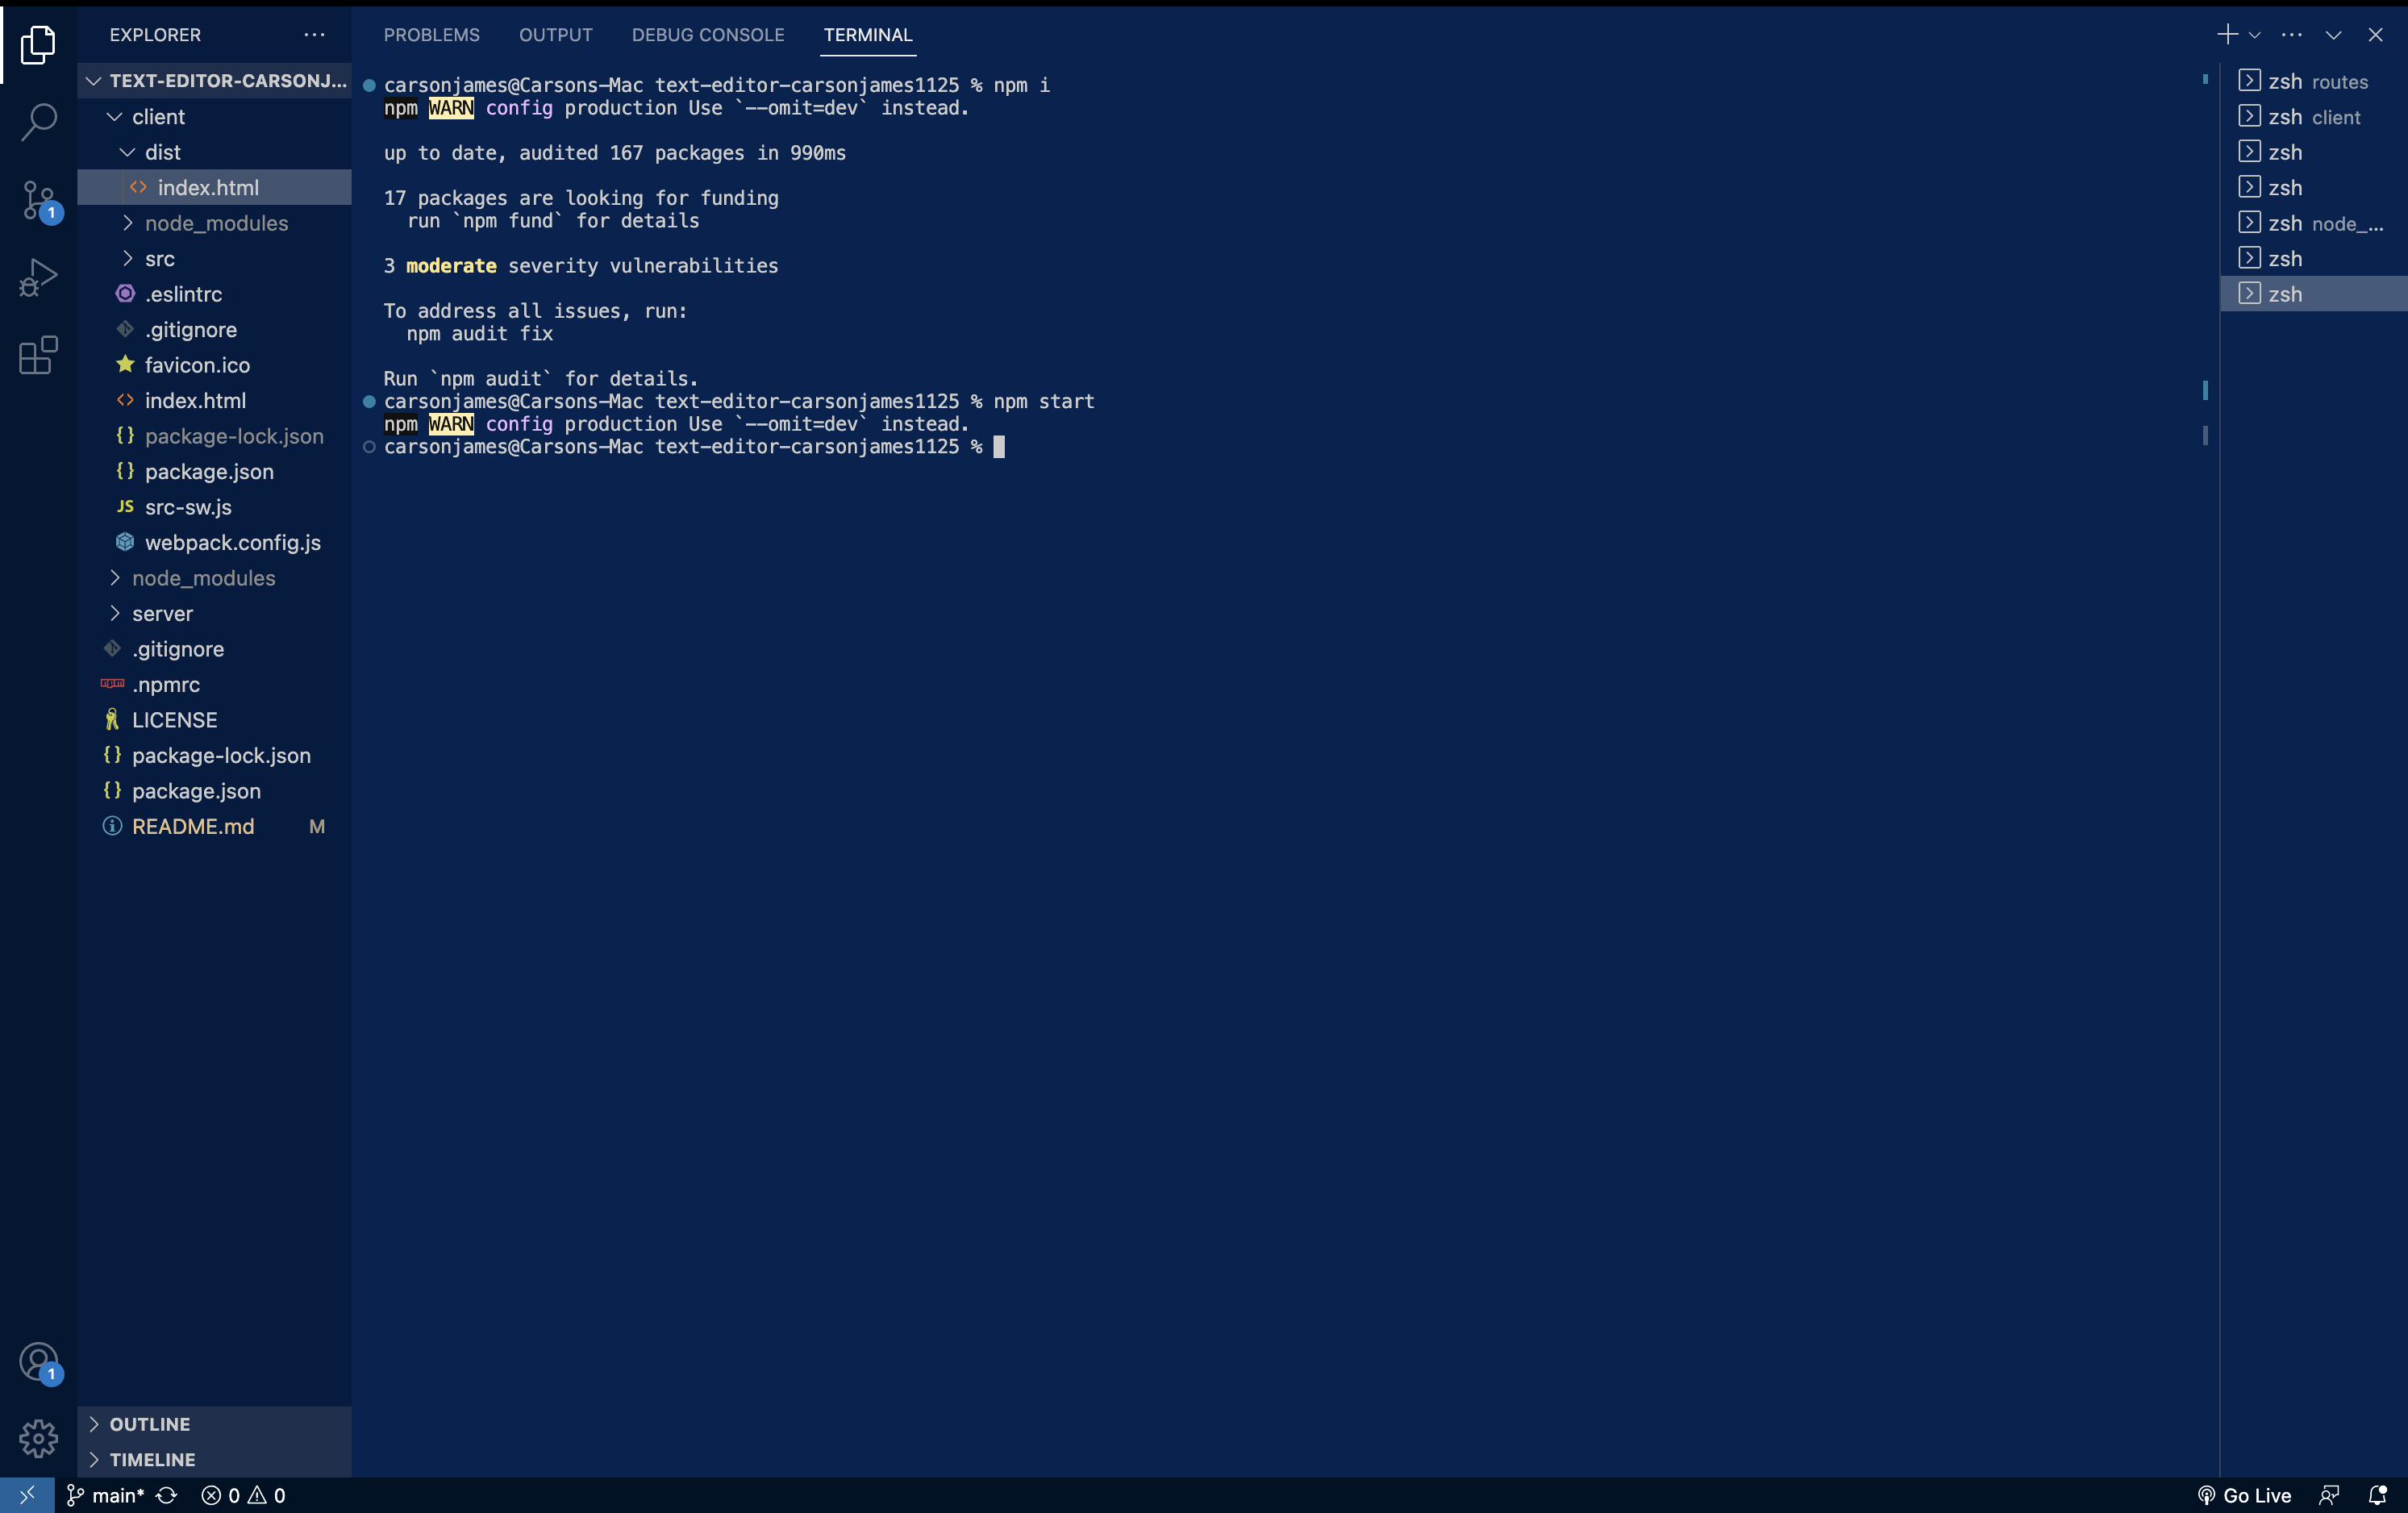 EXPLORER
TEXT-EDITOR-CARSONJ...
client
dist
index.html
node_modules
src
.eslintrc
.gitignore
favicon.ico
index.html
package-lock.json
package.json
src-sw.js
webpack.config.js
node_modules
server
.gitignore
.npmrc
LICENSE
package-lock.json
package.json
README.md M
OUTLINE
TIMELINE
PROBLEMS OUTPUT DEBUG CONSOLE TERMINAL
carsonjames@Carsons-Mac text-editor-carsonjames1125 % npm i
npm WARN config production Use `--omit=dev` instead.
up to date, audited 167 packages in 990ms
17 packages are looking for funding
run `npm fund` for details
3 moderate severity vulnerabilities
To address all issues, run:
npm audit fix
Run `npm audit` for details.
carsonjames@Carsons-Mac text-editor-carsonjames1125 % npm start
npm WARN config production Use `--omit=dev` instead.
carsonjames@Carsons-Mac text-editor-carsonjames1125 %
zsh routes
zsh client
zsh
zsh
zsh node_...
zsh
zsh
1
1
main* 0 0
Go Live